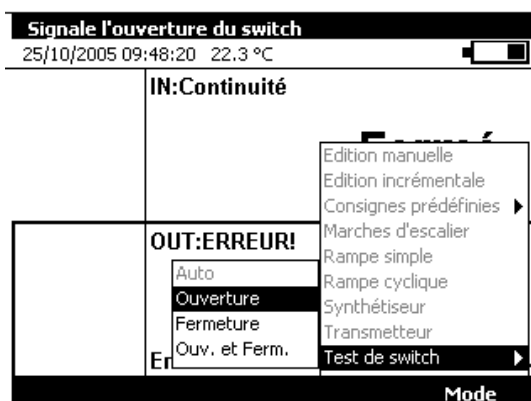 Signale l'ouverture du switch
25/10/2005 09:48:20 22.3 °C
IN:Continuité
Edition manuelle
Edition incrémentale
Consignes prédéfinies
Marches d'escalier
Rampe simple
Rampe cyclique
Synthétiseur
Transmetteur
Test de switch
OUT:ERREUR!
Auto
Ouverture
Fermeture
Ouv. et Ferm.
Mode